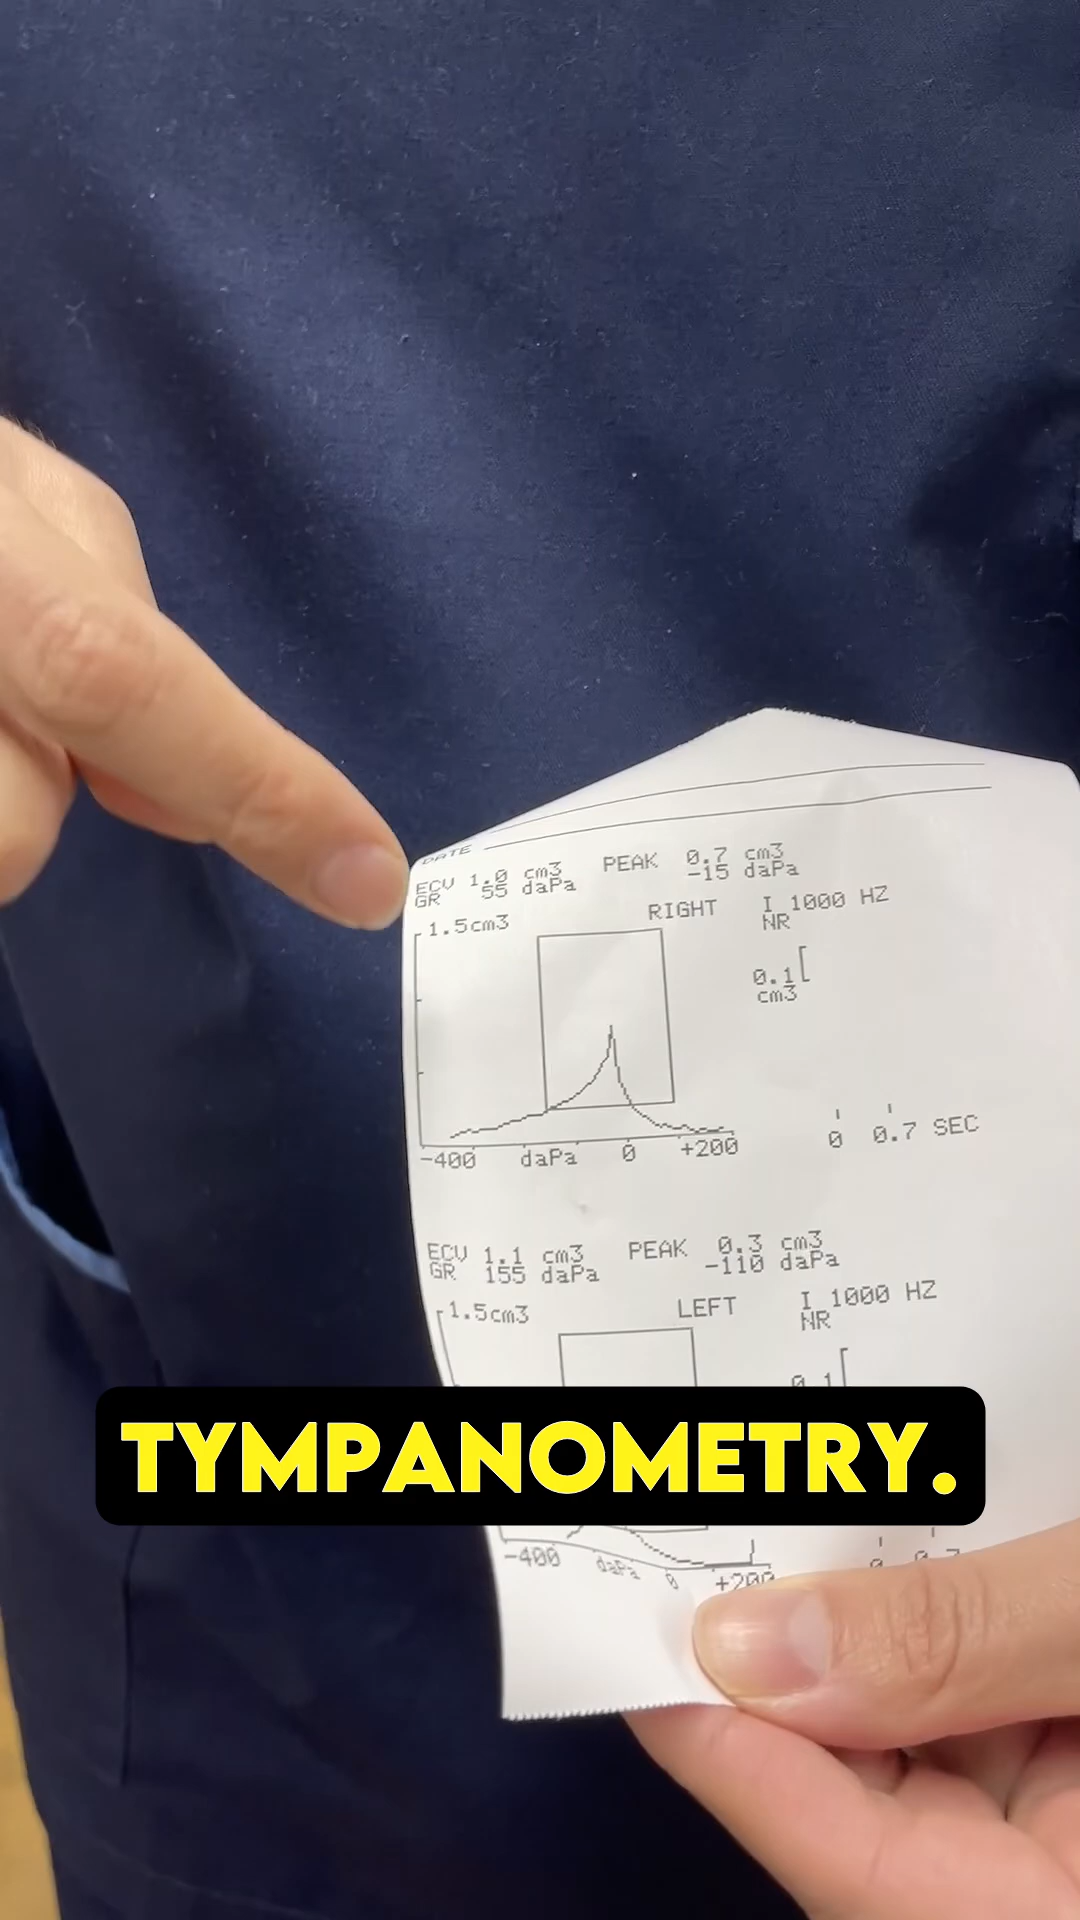 DATE
ECV 1.0 cm3 PEAK 0.7 cm3
GR 55 daPa -15 daPa
1.5cm3 RIGHT I 1000 HZ
NR
0.1
cm3
0 0.7 SEC
-400 daPa 0 +200
ECV 1.1 cm3 PEAK 0.3 cm3
GR 155 daPa -110 daPa
1.5cm3 LEFT I 1000 HZ
NR
0.1
TYMPANOMETRY.
-400 daPa 0 +200